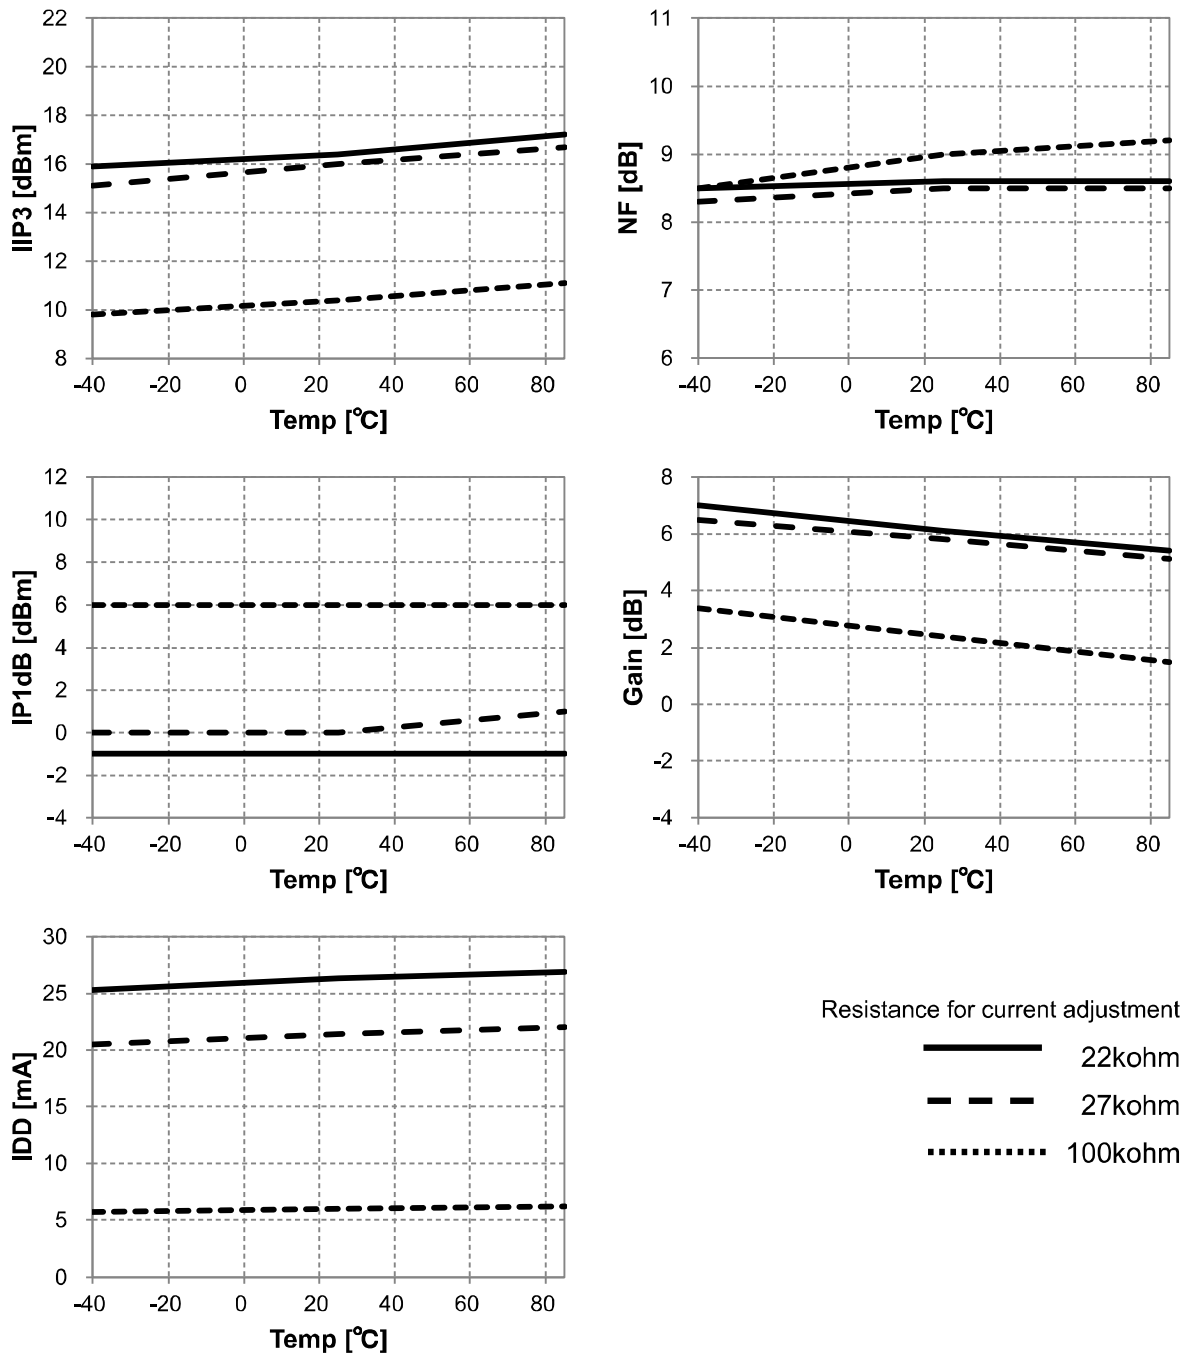 22
20
18
16
14
12
10
8
IIP3 [dBm]
-40 -20 0 20 40 60 80
Temp [°C]
11
10
9
8
7
6
NF [dB]
-40 -20 0 20 40 60 80
Temp [°C]
12
10
8
6
4
2
0
-2
-4
IP1dB [dBm]
-40 -20 0 20 40 60 80
Temp [°C]
8
6
4
2
0
-2
-4
Gain [dB]
-40 -20 0 20 40 60 80
Temp [°C]
30
25
20
15
10
5
0
IDD [mA]
-40 -20 0 20 40 60 80
Temp [°C]
Resistance for current adjustment
22kohm
27kohm
100kohm